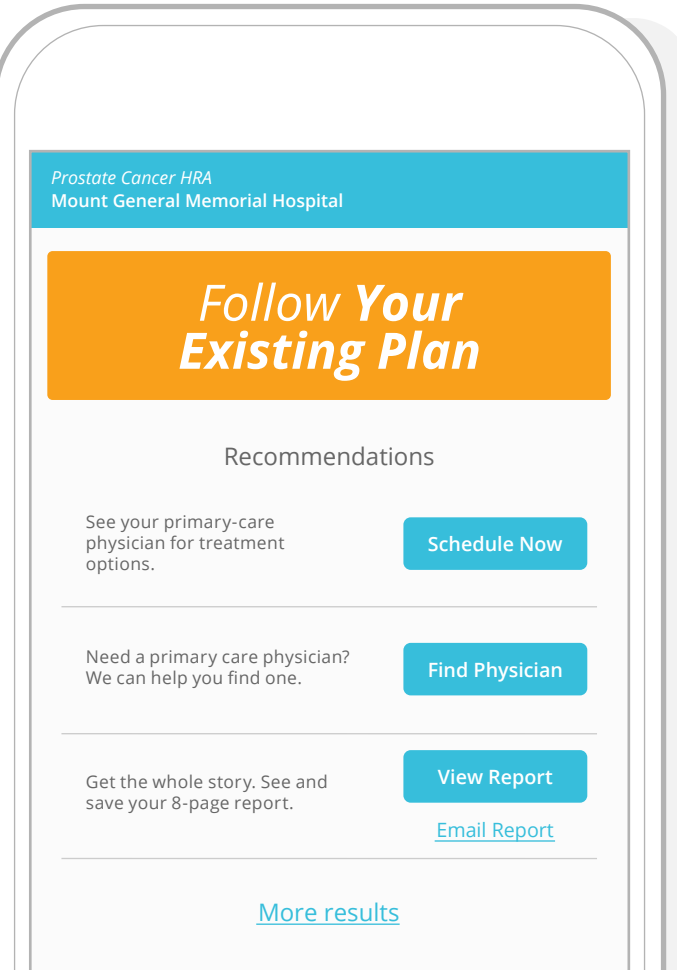 Prostate Cancer HRA
Mount General Memorial Hospital
Follow Your
Existing Plan
Recommendations
See your primary-care
physician for treatment
options.
Schedule Now
Need a primary care physician?
We can help you find one.
Find Physician
Get the whole story. See and
save your 8-page report.
View Report
Email Report
More results